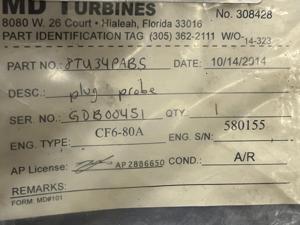 MD TURBINES No. 308428
8080 W. 26 Court • Hialeah, Florida 33016
PART IDENTIFICATION TAG (305) 362-2111 W/O 14-323
PART NO.: 8TU34PAB5 DATE: 10/14/2014
DESC.: plug probe
SER. NO.: GDB00451 QTY. 1
ENG. TYPE: CF6-80A ENG. S/N: 580155
AP License: AP2886650 COND.: A/R
REMARKS:
FORM MD#101